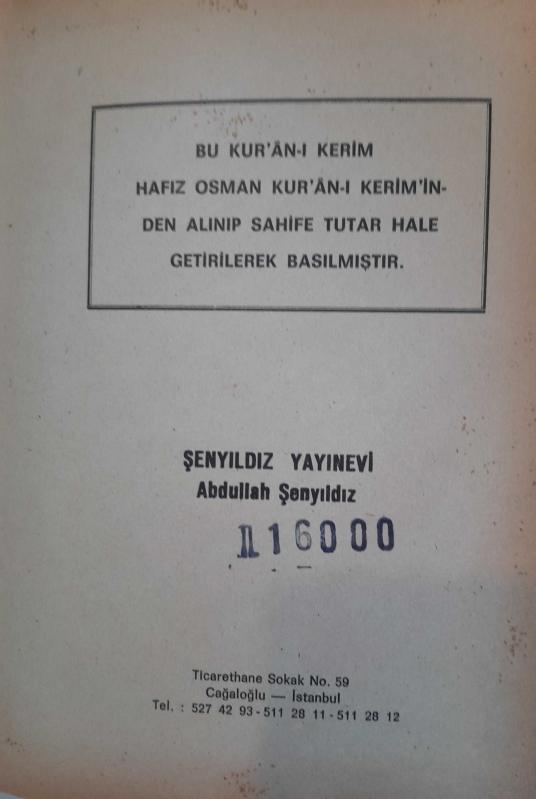 BU KUR'ÂN-I KERİM
HAFIZ OSMAN KUR'ÂN-I KERİM'İN-
DEN ALINIP SAHİFE TUTAR HALE
GETİRİLEREK BASILMIŞTIR.
ŞENYILDIZ YAYINEVİ
Abdullah Şenyıldız
116000
Ticarethane Sokak No. 59
Cağaloğlu — İstanbul
Tel. : 527 42 93 - 511 28 11 - 511 28 12